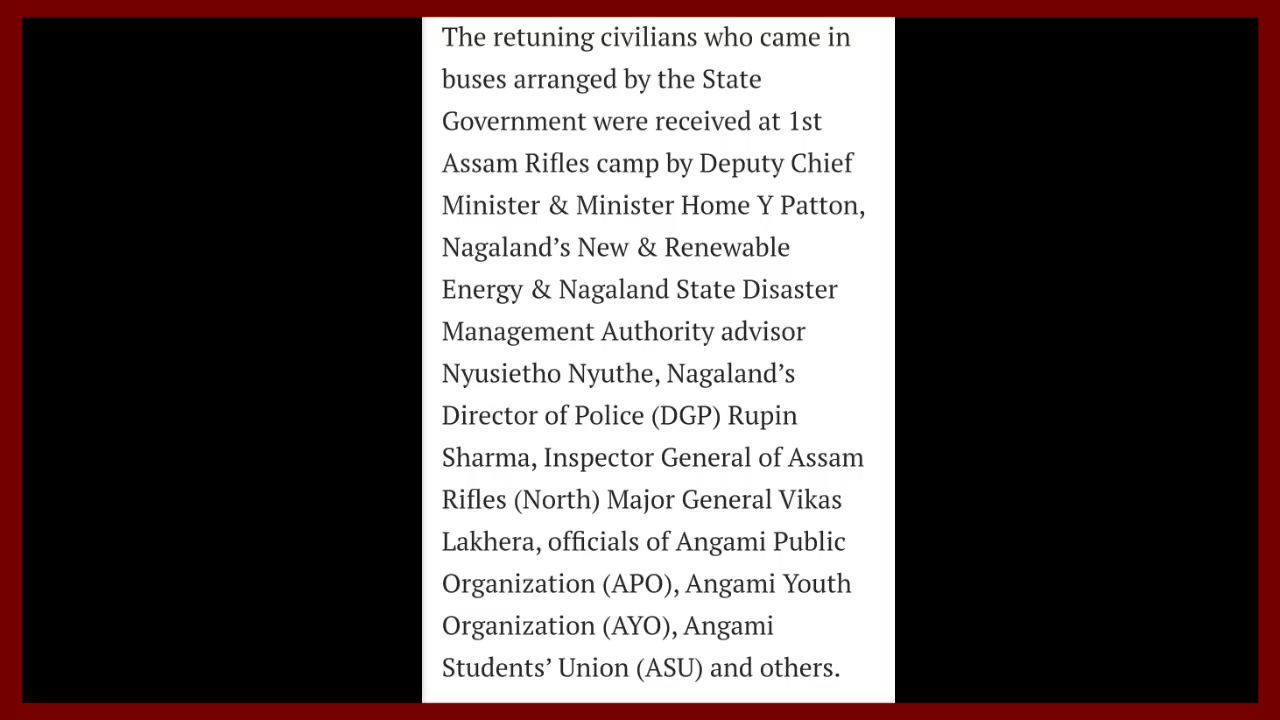 The retuning civilians who came in
buses arranged by the State
Government were received at 1st
Assam Rifles camp by Deputy Chief
Minister & Minister Home Y Patton,
Nagaland’s New & Renewable
Energy & Nagaland State Disaster
Management Authority advisor
Nyusietho Nyuthe, Nagaland’s
Director of Police (DGP) Rupin
Sharma, Inspector General of Assam
Rifles (North) Major General Vikas
Lakhera, officials of Angami Public
Organization (APO), Angami Youth
Organization (AYO), Angami
Students’ Union (ASU) and others.